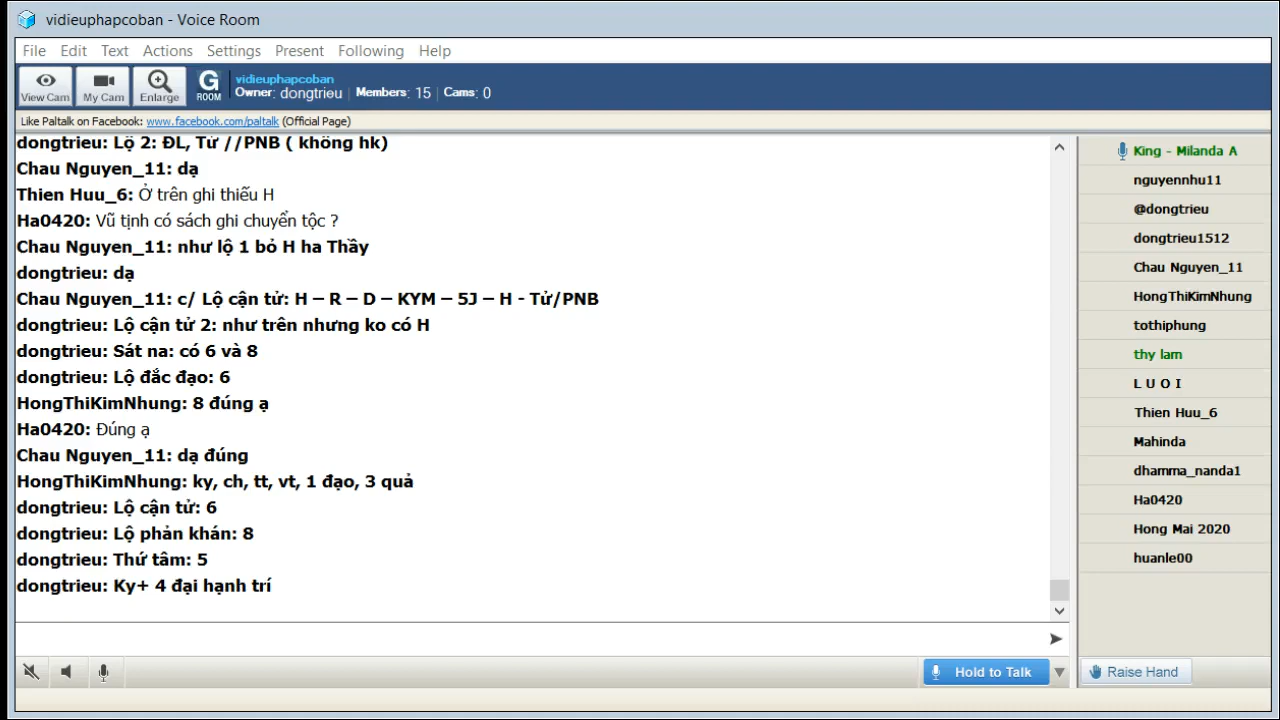 vidieuphapcoban - Voice Room
File Edit Text Actions Settings Present Following Help
View Cam My Cam Enlarge G ROOM
vidieuphapcoban
Owner: dongtrieu Members: 15 Cams: 0
Like Paltalk on Facebook: www.facebook.com/paltalk (Official Page)
dongtrieu: Lộ 2: ĐL, Tử //PNB ( không hk)
Chau Nguyen_11: dạ
Thien Huu_6: Ở trên ghi thiếu H
Ha0420: Vũ tịnh có sách ghi chuyển tộc ?
Chau Nguyen_11: như lộ 1 bỏ H ha Thầy
dongtrieu: dạ
Chau Nguyen_11: c/ Lộ cận tử: H – R – D – KYM – 5J – H - Tử/PNB
dongtrieu: Lộ cận tử 2: như trên nhưng ko có H
dongtrieu: Sát na: có 6 và 8
dongtrieu: Lộ đắc đạo: 6
HongThiKimNhung: 8 đúng ạ
Ha0420: Đúng ạ
Chau Nguyen_11: dạ đúng
HongThiKimNhung: ky, ch, tt, vt, 1 đạo, 3 quả
dongtrieu: Lộ cận tử: 6
dongtrieu: Lộ phản khán: 8
dongtrieu: Thứ tâm: 5
dongtrieu: Ky+ 4 đại hạnh trí
King - Milanda A
nguyennhu11
@dongtrieu
dongtrieu1512
Chau Nguyen_11
HongThiKimNhung
tothiphung
thy lam
L U O I
Thien Huu_6
Mahinda
dhamma_nanda1
Ha0420
Hong Mai 2020
huanle00
Hold to Talk
Raise Hand